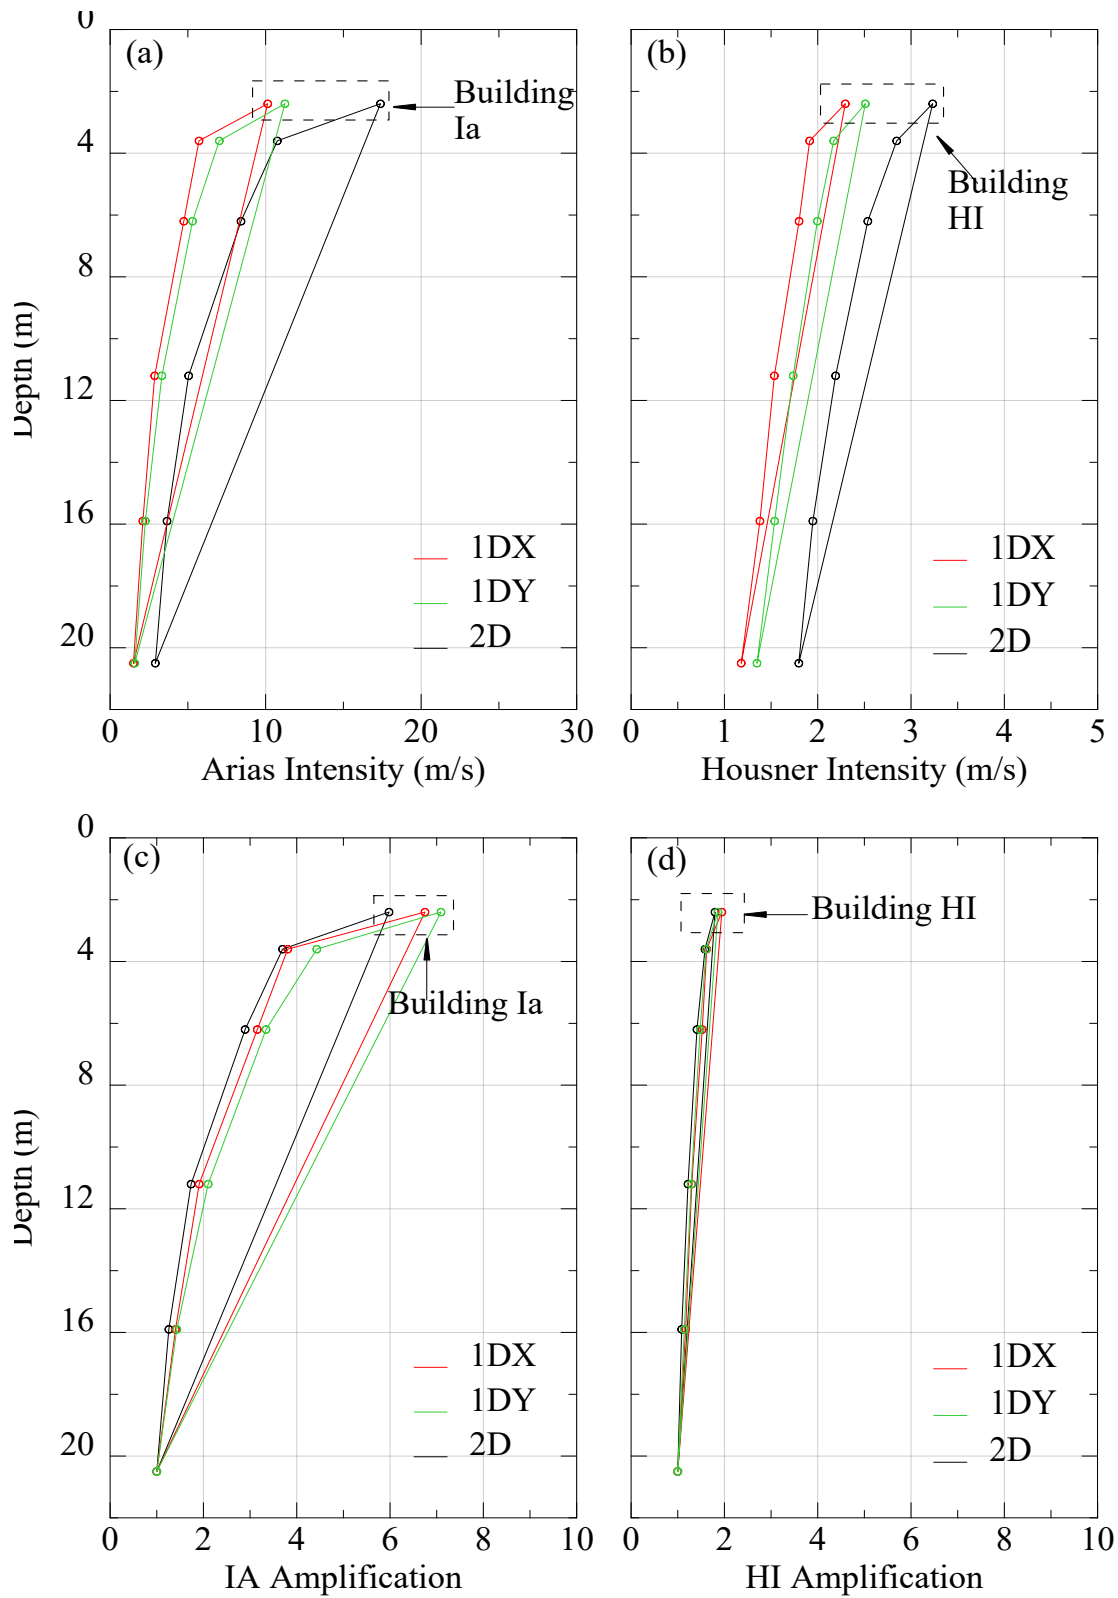 0
(a)
(b)
Building
Ia
4
Building
HI
8
Depth (m)
12
16
1DX
1DX
1DY
1DY
20
2D
2D
0 10 20 30
0 1 2 3 4 5
Arias Intensity (m/s)
Housner Intensity (m/s)
0
(c)
(d)
Building HI
4
Building Ia
8
Depth (m)
12
16
1DX
1DX
1DY
1DY
20
2D
2D
0 2 4 6 8 10
0 2 4 6 8 10
IA Amplification
HI Amplification